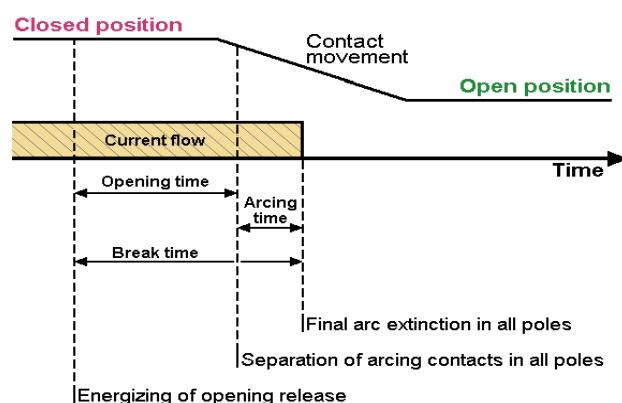 Closed position
Contact
movement
Open position
Current flow
Time
Opening time
Arcing
time
Break time
Final arc extinction in all poles
Separation of arcing contacts in all poles
Energizing of opening release